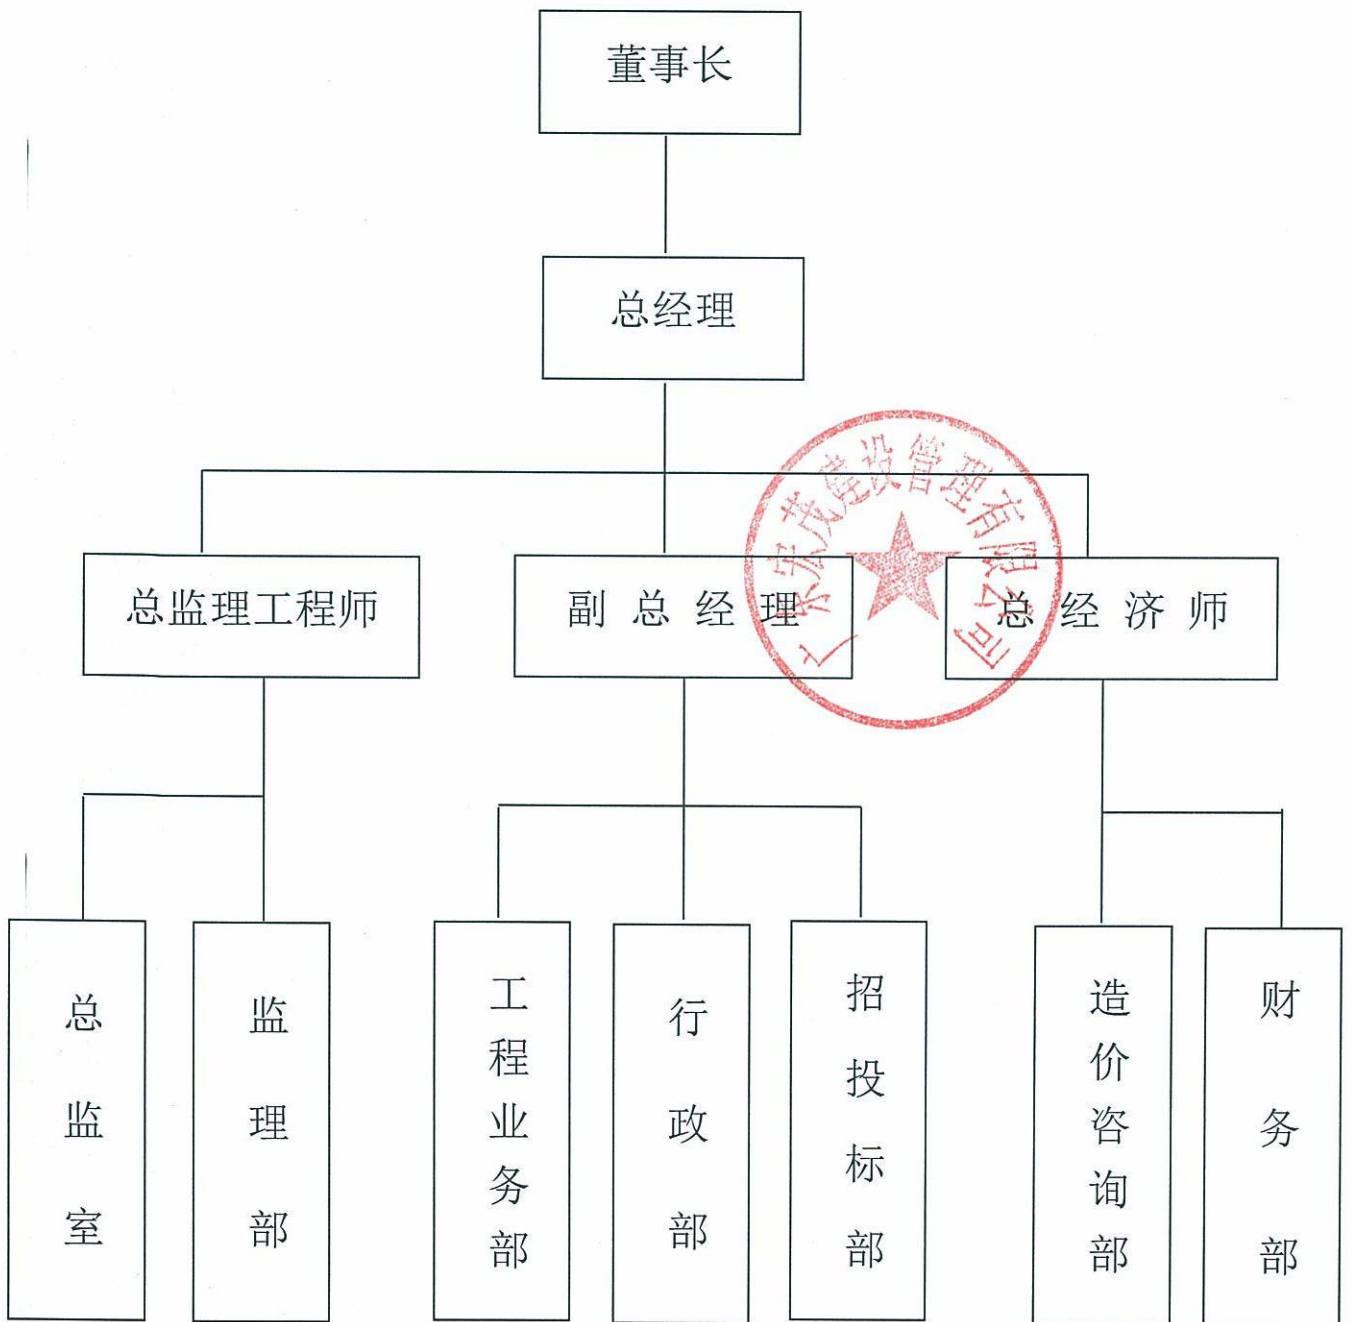 董事长
总经理
总监理工程师
副总经理
总经济师
广东宏茂建设管理有限公司
总监室
监理部
工程业务部
行政部
招投标部
造价咨询部
财务部